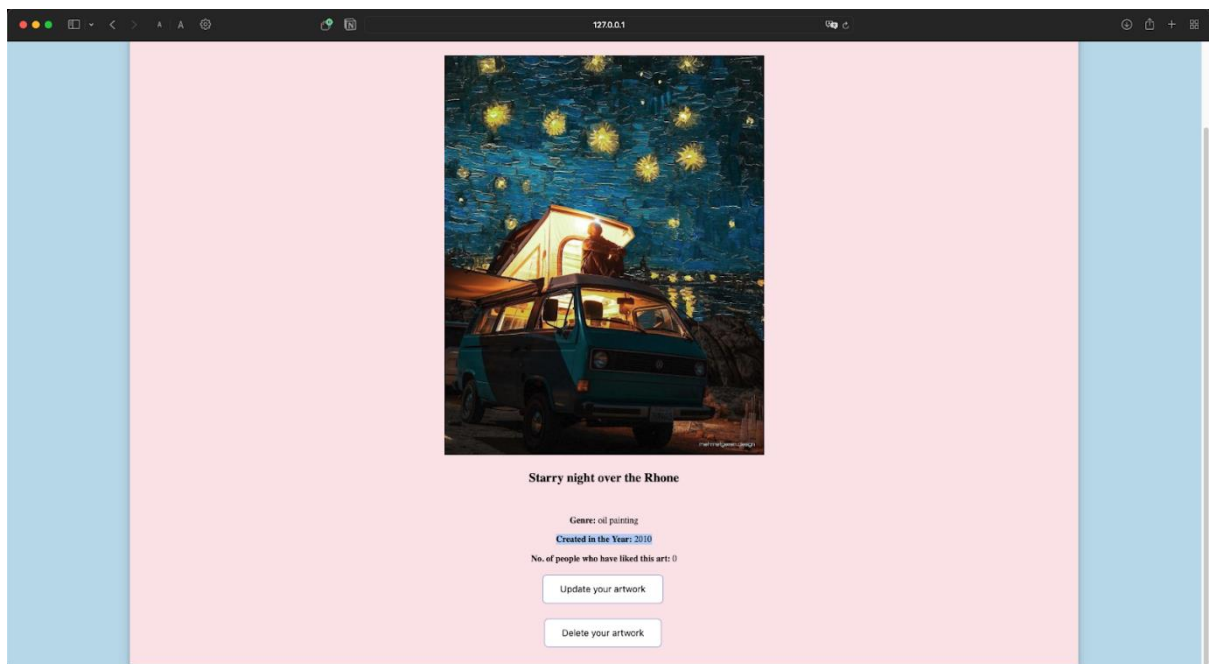 A A
127.0.0.1
Starry night over the Rhone
Genre: oil painting
Created in the Year: 2010
No. of people who have liked this art: 0
Update your artwork
Delete your artwork